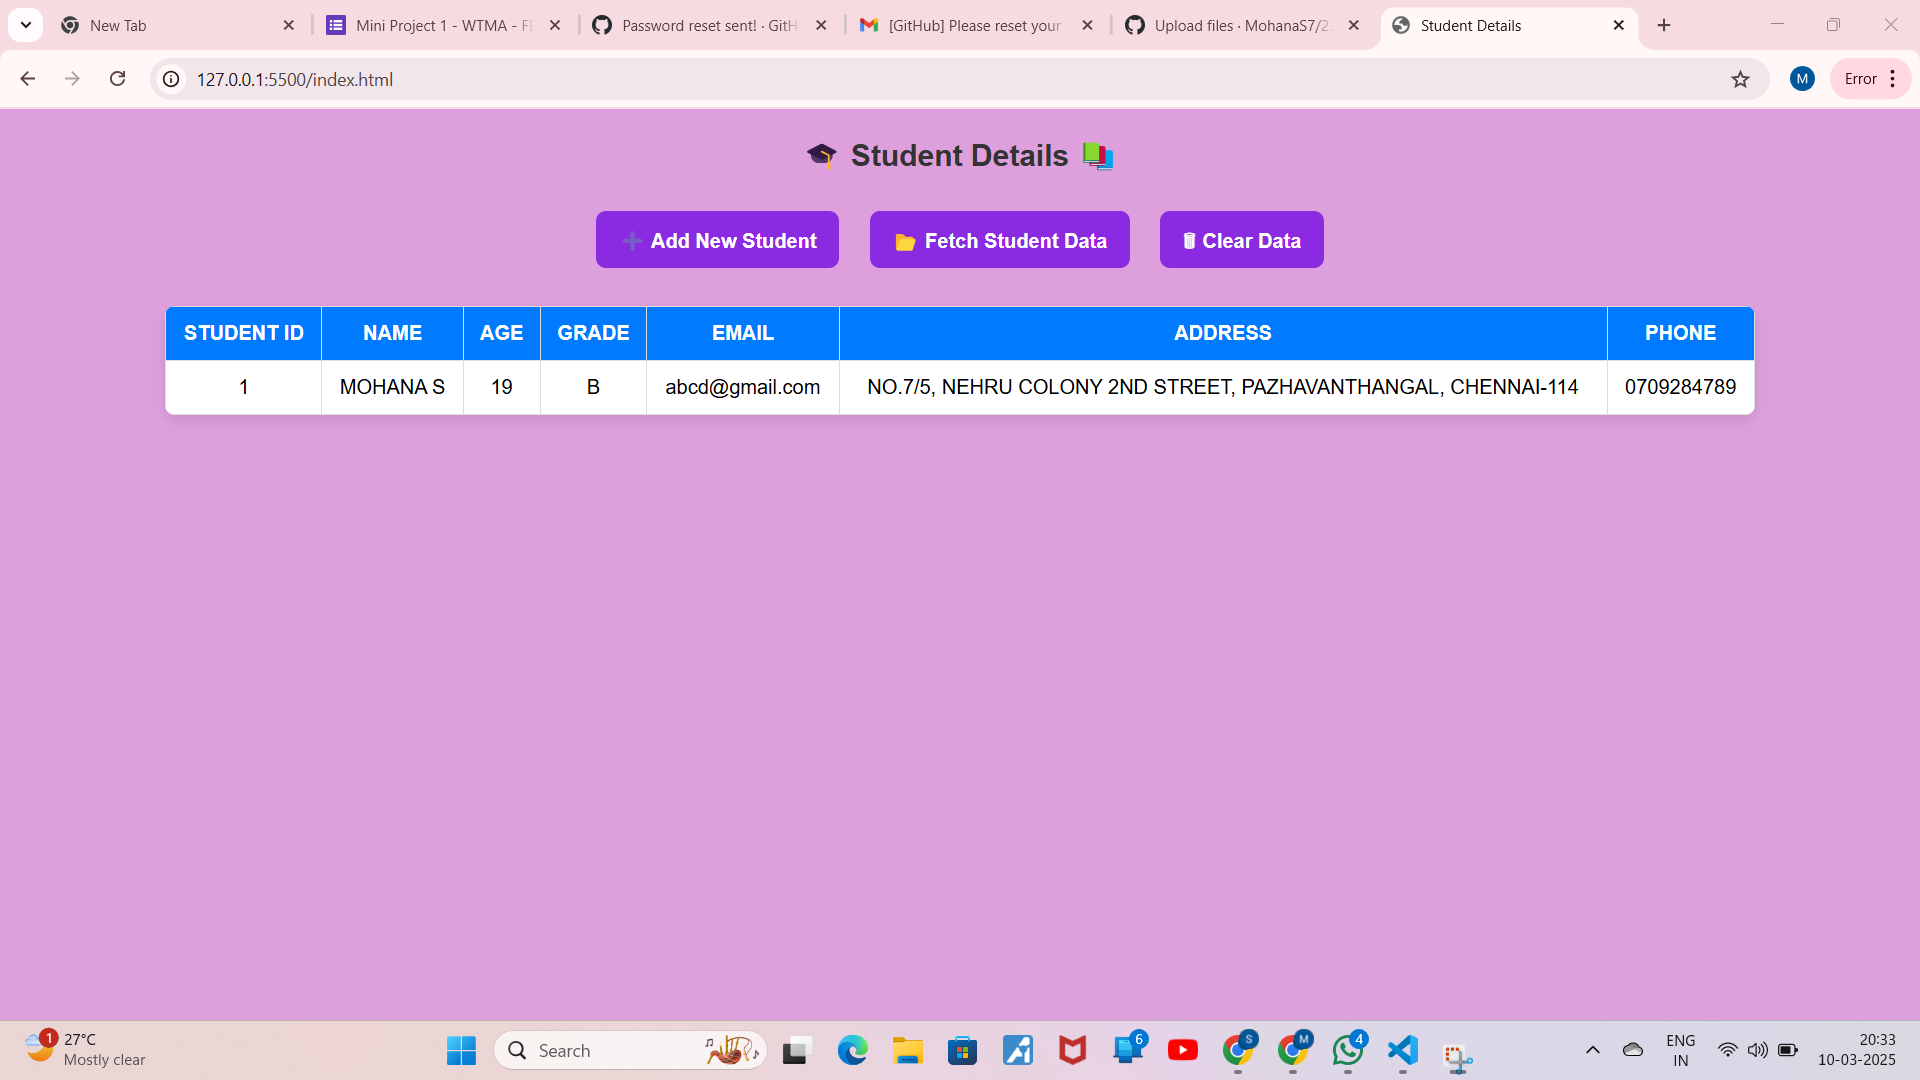 New Tab
Mini Project 1 - WTMA - FE
Password reset sent! · GitH
[GitHub] Please reset your
Upload files · MohanaS7/2
Student Details
127.0.0.1:5500/index.html
M
Error
Student Details
Add New Student
Fetch Student Data
Clear Data
STUDENT ID NAME AGE GRADE EMAIL ADDRESS PHONE
1 MOHANA S 19 B abcd@gmail.com NO.7/5, NEHRU COLONY 2ND STREET, PAZHAVANTHANGAL, CHENNAI-114 0709284789
1
27°C
Mostly clear
Search
6
S
M
4
ENG
IN
20:33
10-03-2025